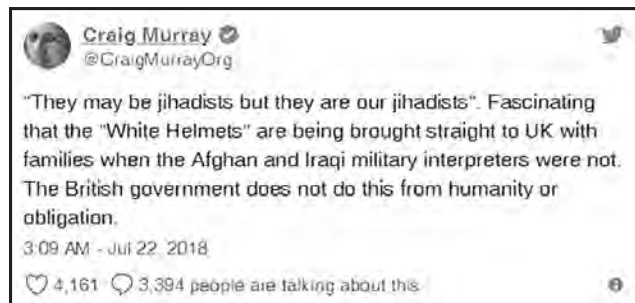 Craig Murray
@CraigMurrayOrg
"They may be jihadists but they are our jihadists". Fascinating
that the "White Helmets" are being brought straight to UK with
families when the Afghan and Iraqi military interpreters were not.
The British government does not do this from humanity or
obligation.
3:09 AM - Jul 22, 2018
4,161 3,394 people are talking about this